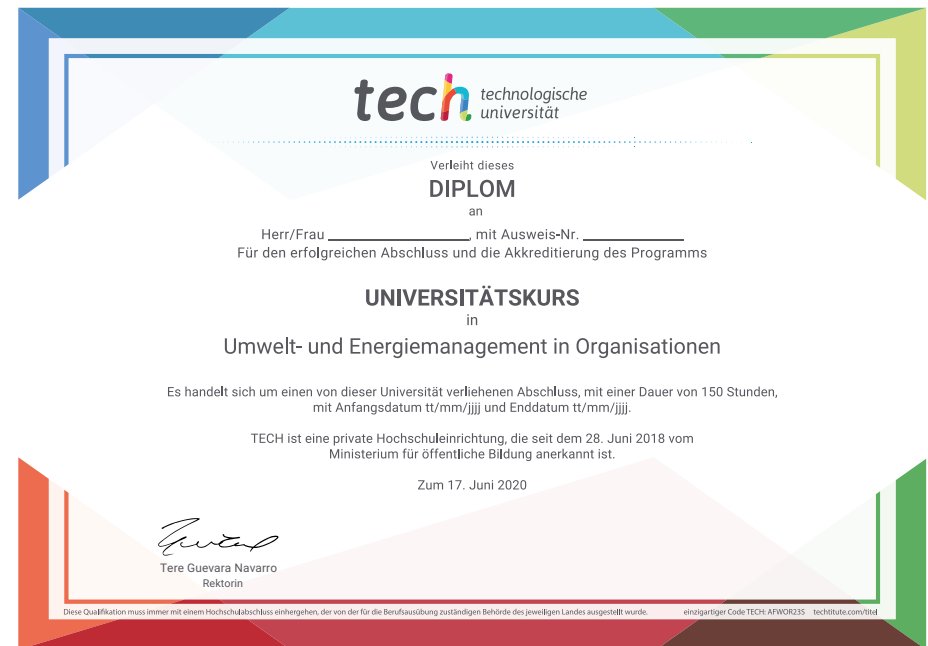 tech technologische
universität
Verleiht dieses
DIPLOM
an
Herr/Frau ____________, mit Ausweis-Nr. ____________
Für den erfolgreichen Abschluss und die Akkreditierung des Programms
UNIVERSITÄTSKURS
in
Umwelt- und Energiemanagement in Organisationen
Es handelt sich um einen von dieser Universität verliehenen Abschluss, mit einer Dauer von 150 Stunden,
mit Anfangsdatum tt/mm/jjjj und Enddatum tt/mm/jjjj.
TECH ist eine private Hochschuleinrichtung, die seit dem 28. Juni 2018 vom
Ministerium für öffentliche Bildung anerkannt ist.
Zum 17. Juni 2020
Tere Guevara Navarro
Rektorin
Diese Qualifikation muss immer mit einem Hochschulabschluss einhergehen, der von der für die Berufsausübung zuständigen Behörde des jeweiligen Landes ausgestellt wurde. einzigartiger Code TECH: AFWOR23S techtitute.com/titel